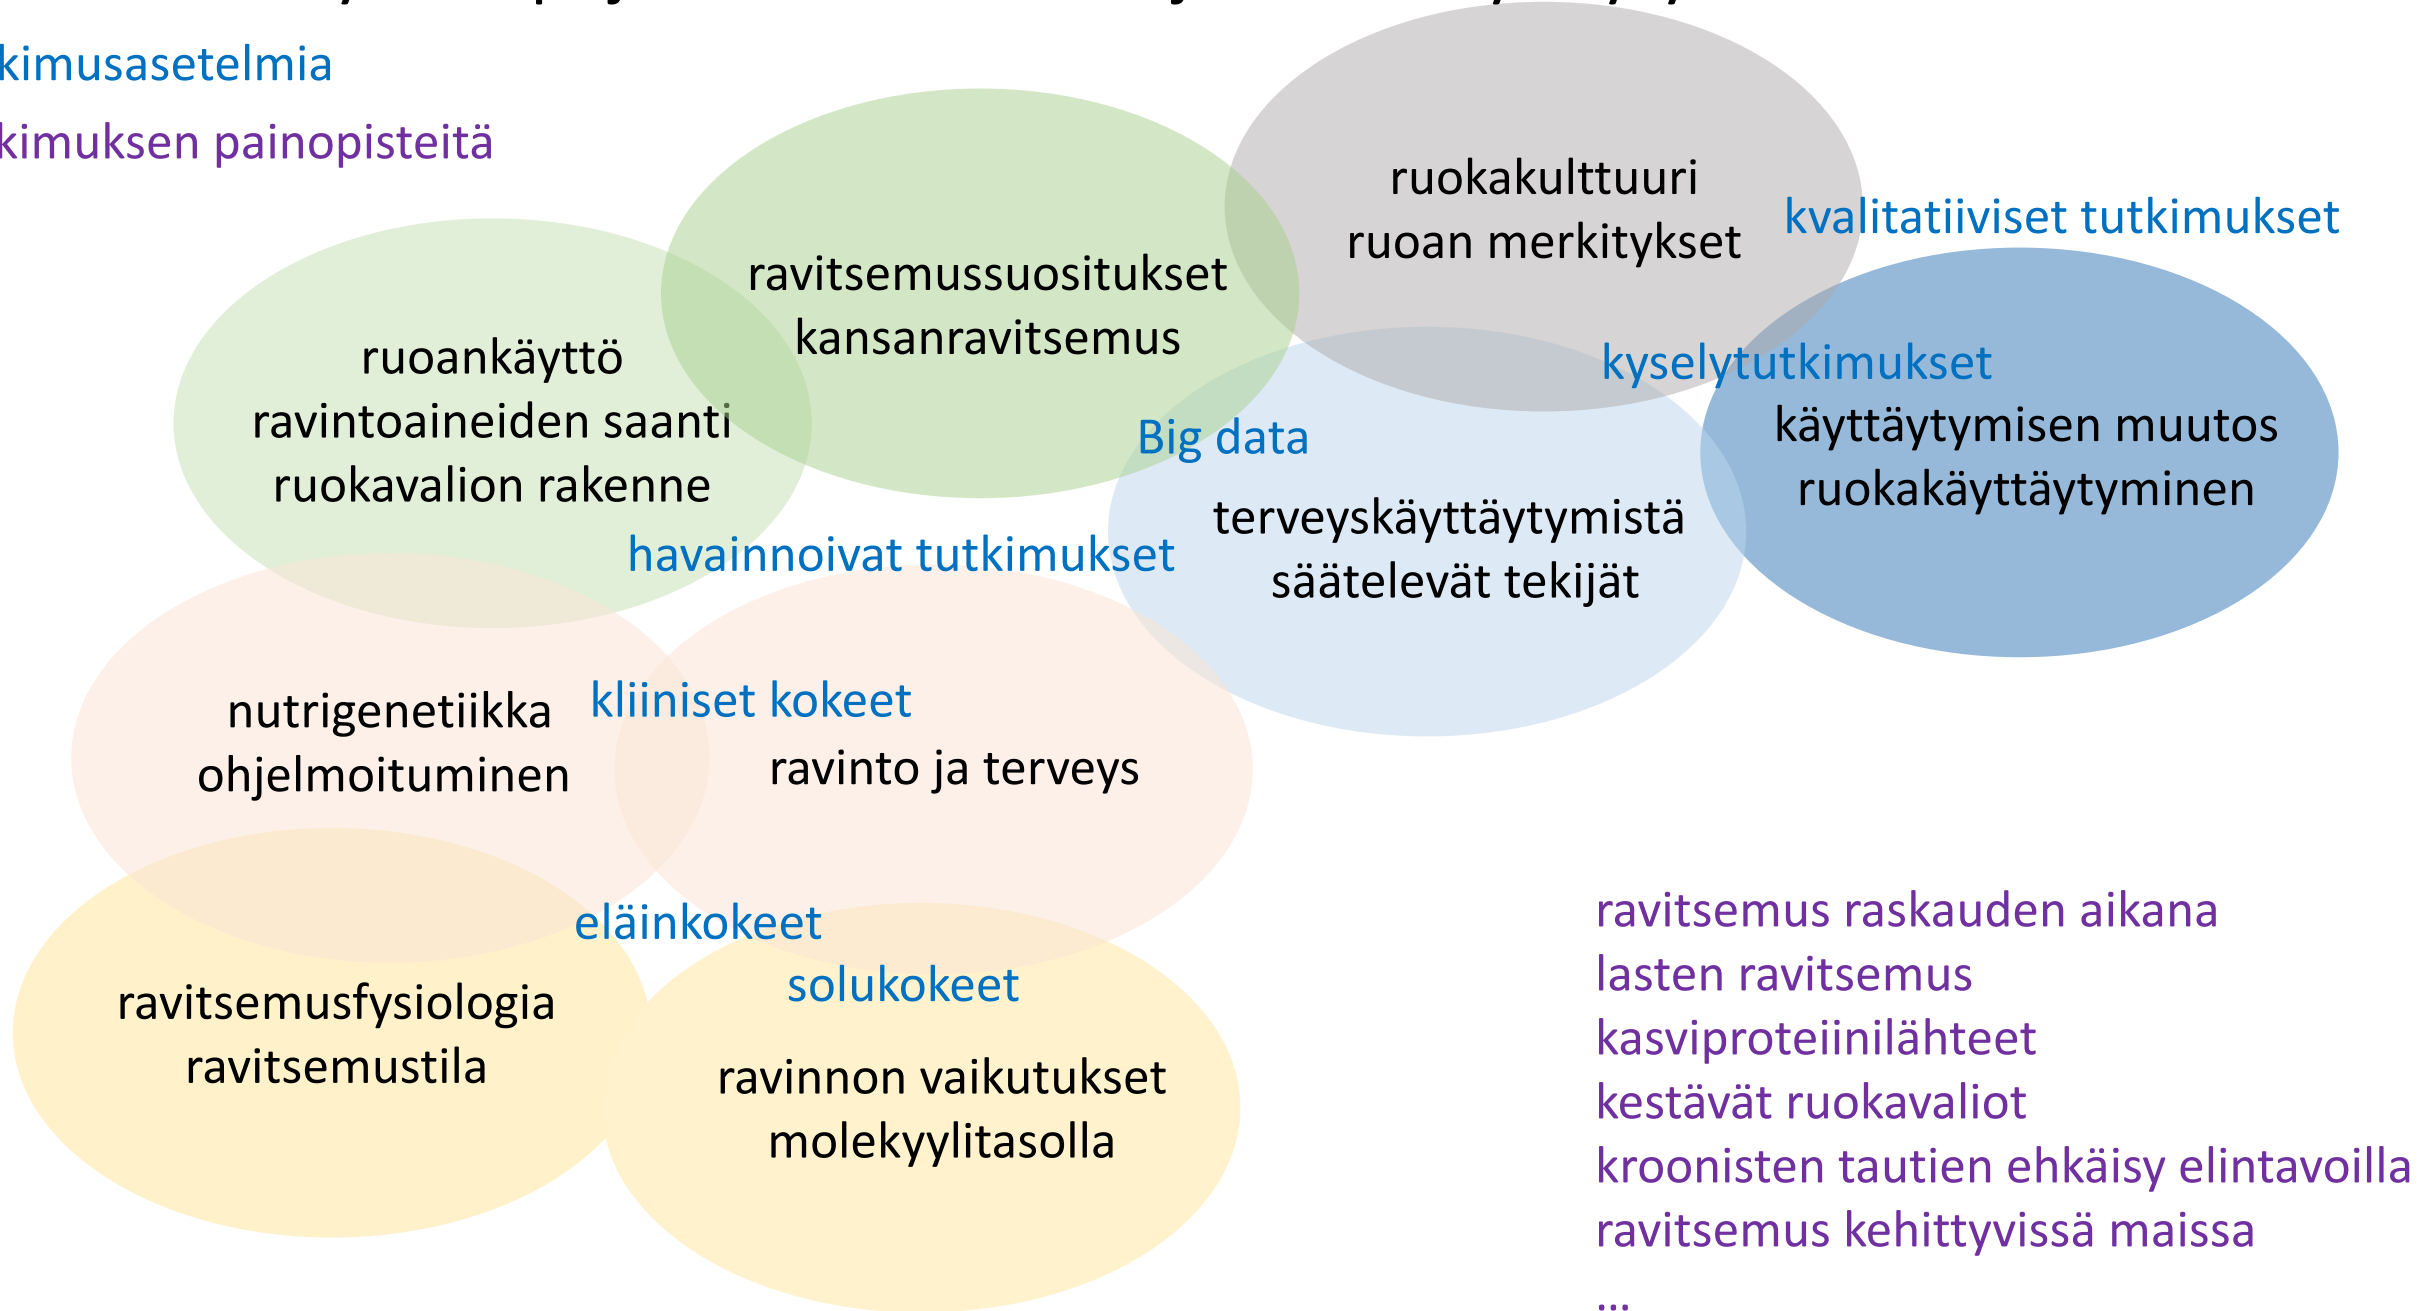 kimusasetelmia
kimuksen painopisteitä
ruokakulttuuri
ruoan merkitykset
kvalitatiiviset tutkimukset
ravitsemussuositukset
kansanravitsemus
ruoankäyttö
ravintoaineiden saanti
ruokavalion rakenne
kyselytutkimukset
käyttäytymisen muutos
ruokakäyttäytyminen
Big data
terveyskäyttäytymistä
säätelevät tekijät
havainnoivat tutkimukset
nutrigenetiikka
ohjelmoituminen
kliiniset kokeet
ravinto ja terveys
eläinkokeet
solukokeet
ravitsemusfysiologia
ravitsemustila
ravinnon vaikutukset
molekyylitasolla
ravitsemus raskauden aikana
lasten ravitsemus
kasviproteiinilähteet
kestävät ruokavaliot
kroonisten tautien ehkäisy elintavoilla
ravitsemus kehittyvissä maissa
...